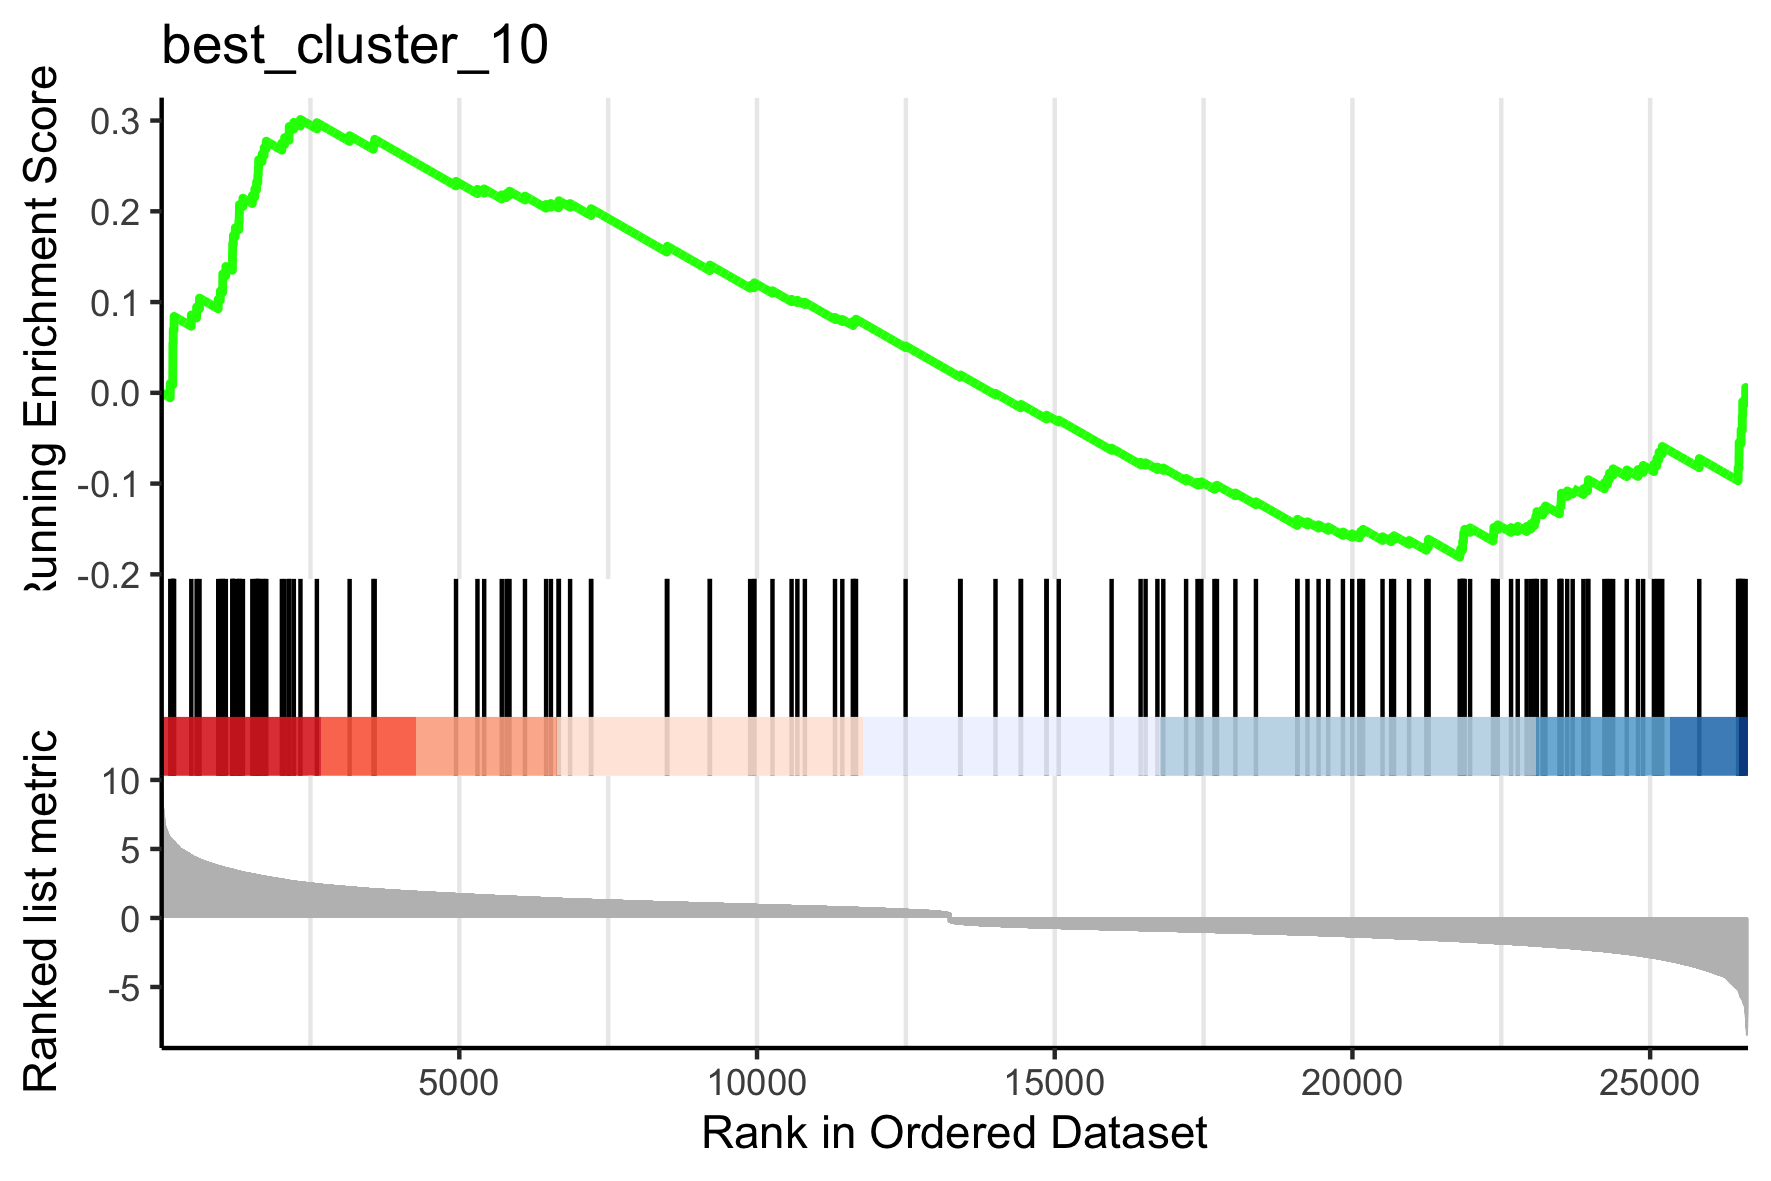 best_cluster_10
Running Enrichment Score
0.3
0.2
0.1
0.0
-0.1
-0.2
Ranked list metric
10
5
0
-5
5000 10000 15000 20000 25000
Rank in Ordered Dataset